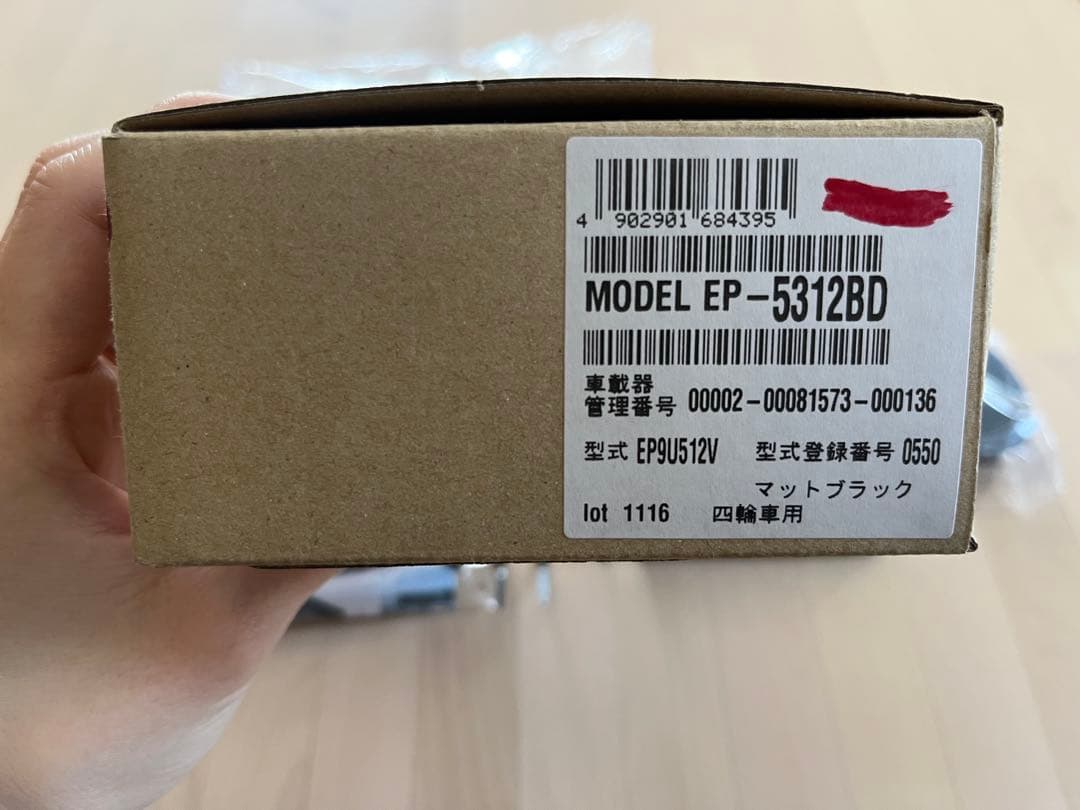 4 902901 684395
MODEL EP-5312BD
車載器
管理番号 00002-00081573-000136
型式 EP9U512V 型式登録番号 0550
マットブラック
lot 1116 四輪車用